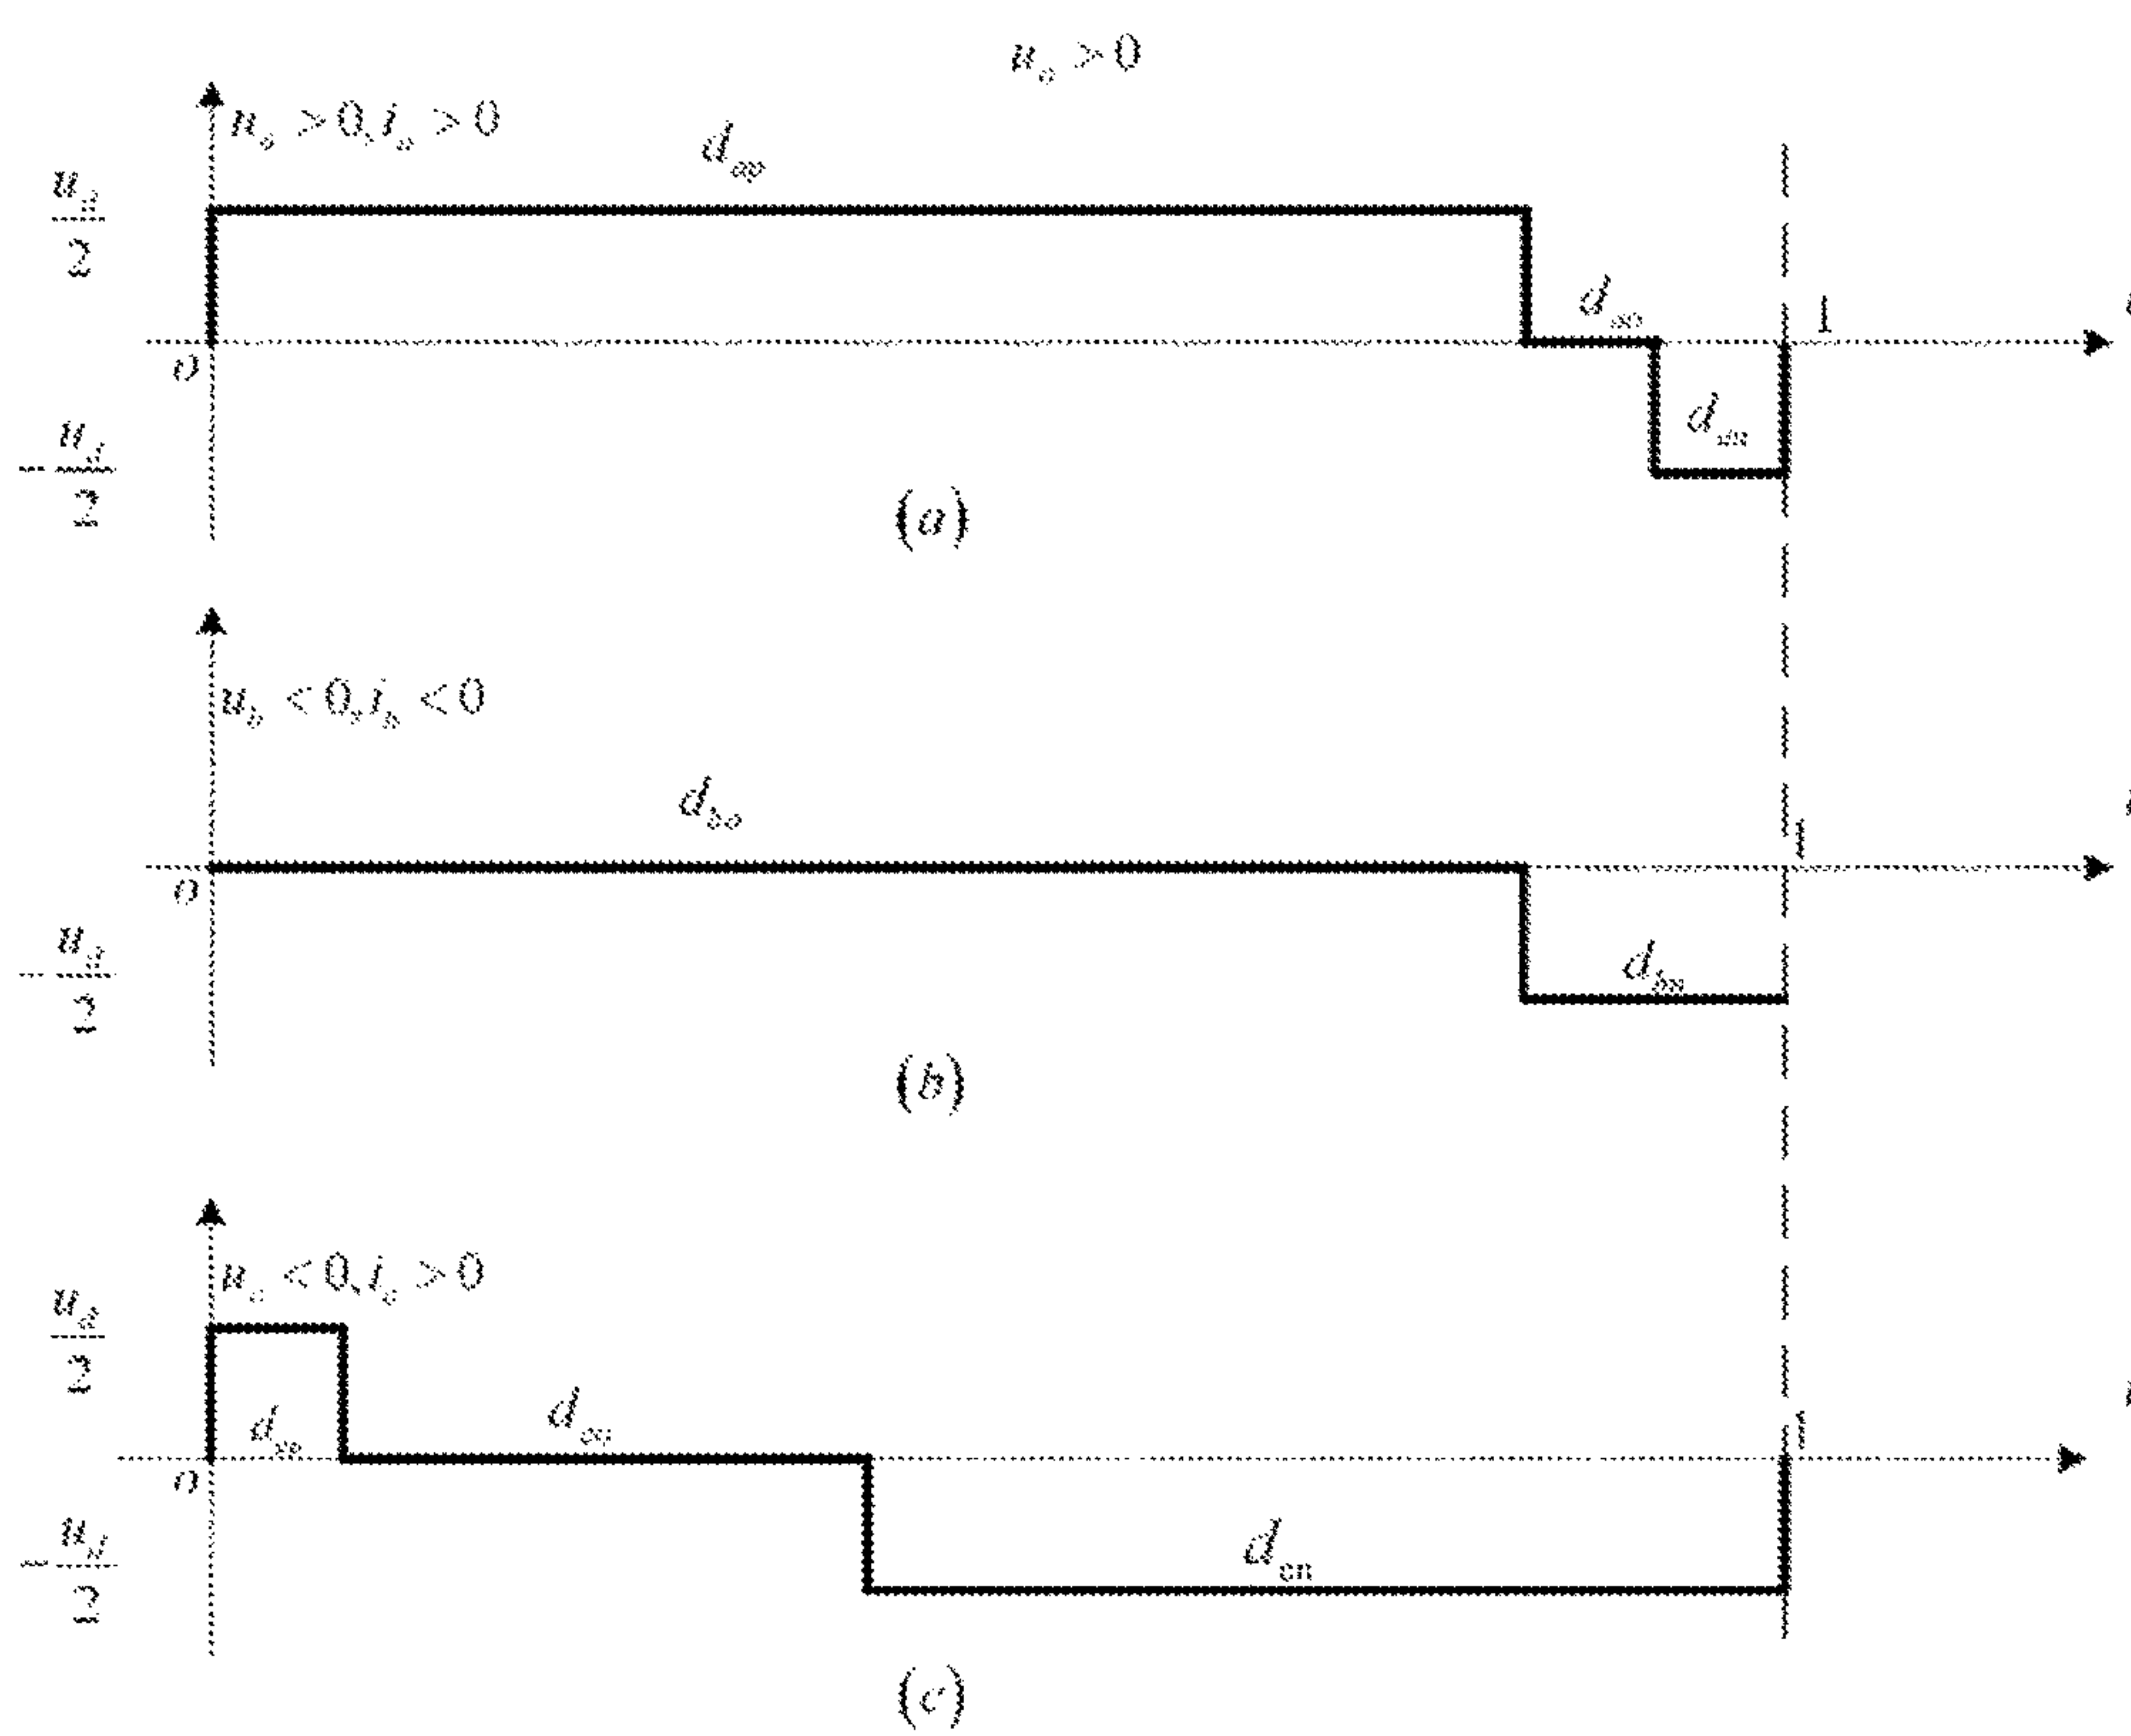 u_o > 0
u_a > 0, i_a > 0
d_ap
u_d
2
d_ao
1
t
o
- u_d
2
d_an
(a)
u_b < 0, i_b < 0
d_bo
1
o
- u_d
2
d_bn
(b)
u_c < 0, i_c > 0
u_d
2
d_cp
d_co
1
o
- u_d
2
d_cn
(c)